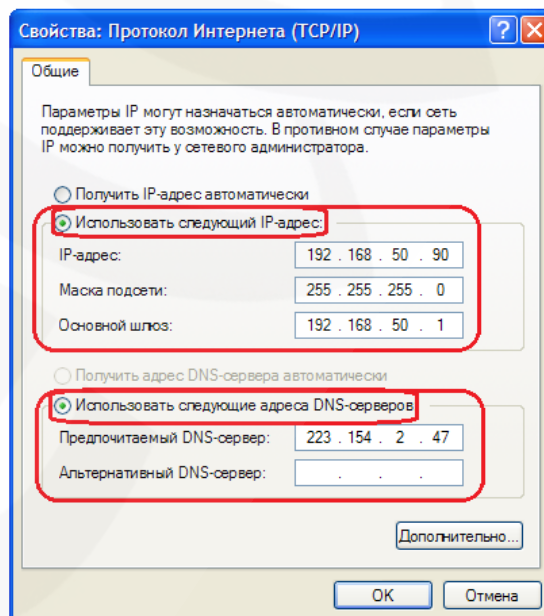 Свойства: Протокол Интернета (TCP/IP)
Общие
Параметры IP могут назначаться автоматически, если сеть
поддерживает эту возможность. В противном случае параметры
IP можно получить у сетевого администратора.
Получить IP-адрес автоматически
Использовать следующий IP-адрес:
IP-адрес: 192 . 168 . 50 . 90
Маска подсети: 255 . 255 . 255 . 0
Основной шлюз: 192 . 168 . 50 . 1
Получить адрес DNS-сервера автоматически
Использовать следующие адреса DNS-серверов
Предпочитаемый DNS-сервер: 223 . 154 . 2 . 47
Альтернативный DNS-сервер: . . .
Дополнительно...
OK Отмена